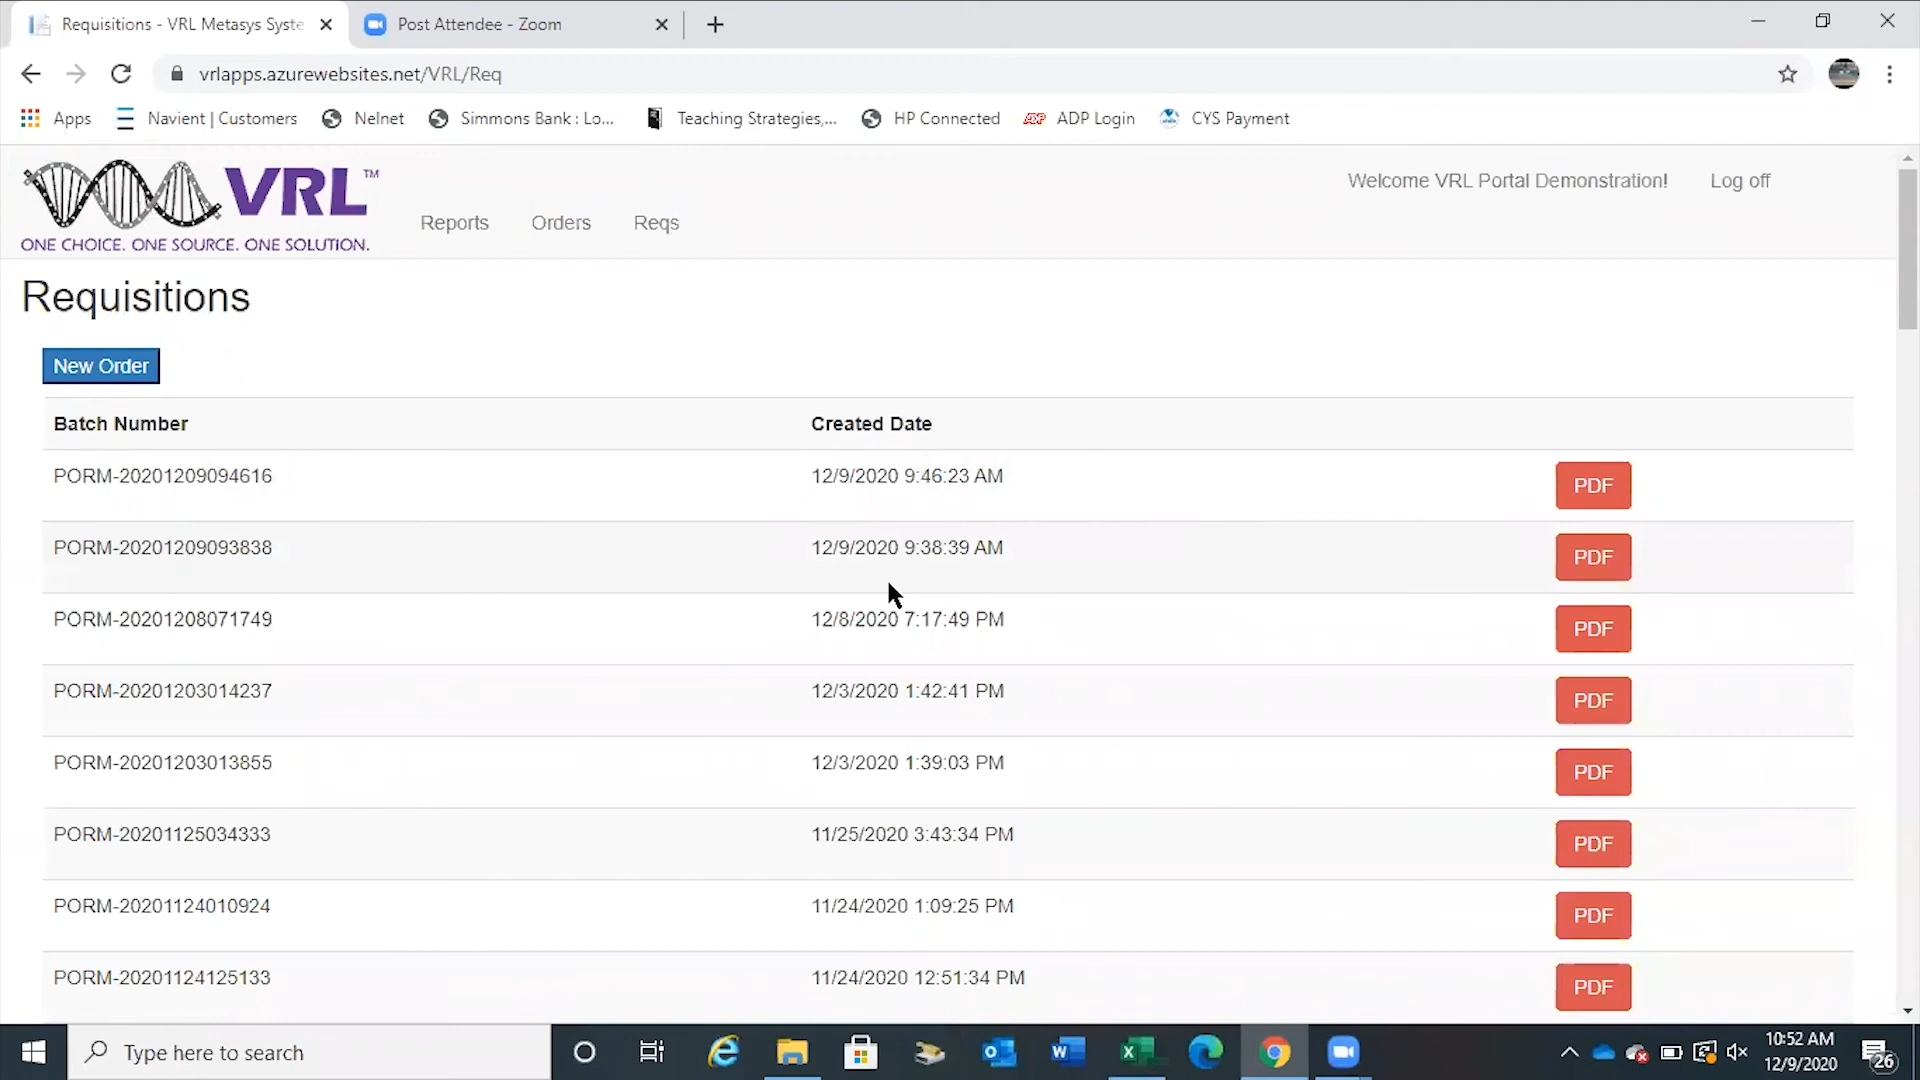 Requisitions - VRL Metasys Syste
Post Attendee - Zoom
vrlapps.azurewebsites.net/VRL/Req
Apps
Navient | Customers
Nelnet
Simmons Bank : Lo...
Teaching Strategies,...
HP Connected
ADP Login
CYS Payment
VRL™
ONE CHOICE. ONE SOURCE. ONE SOLUTION.
Reports
Orders
Reqs
Welcome VRL Portal Demonstration!
Log off
Requisitions
New Order
Batch Number Created Date
PORM-20201209094616 12/9/2020 9:46:23 AM PDF
PORM-20201209093838 12/9/2020 9:38:39 AM PDF
PORM-20201208071749 12/8/2020 7:17:49 PM PDF
PORM-20201203014237 12/3/2020 1:42:41 PM PDF
PORM-20201203013855 12/3/2020 1:39:03 PM PDF
PORM-20201125034333 11/25/2020 3:43:34 PM PDF
PORM-20201124010924 11/24/2020 1:09:25 PM PDF
PORM-20201124125133 11/24/2020 12:51:34 PM PDF
Type here to search
10:52 AM
12/9/2020
26